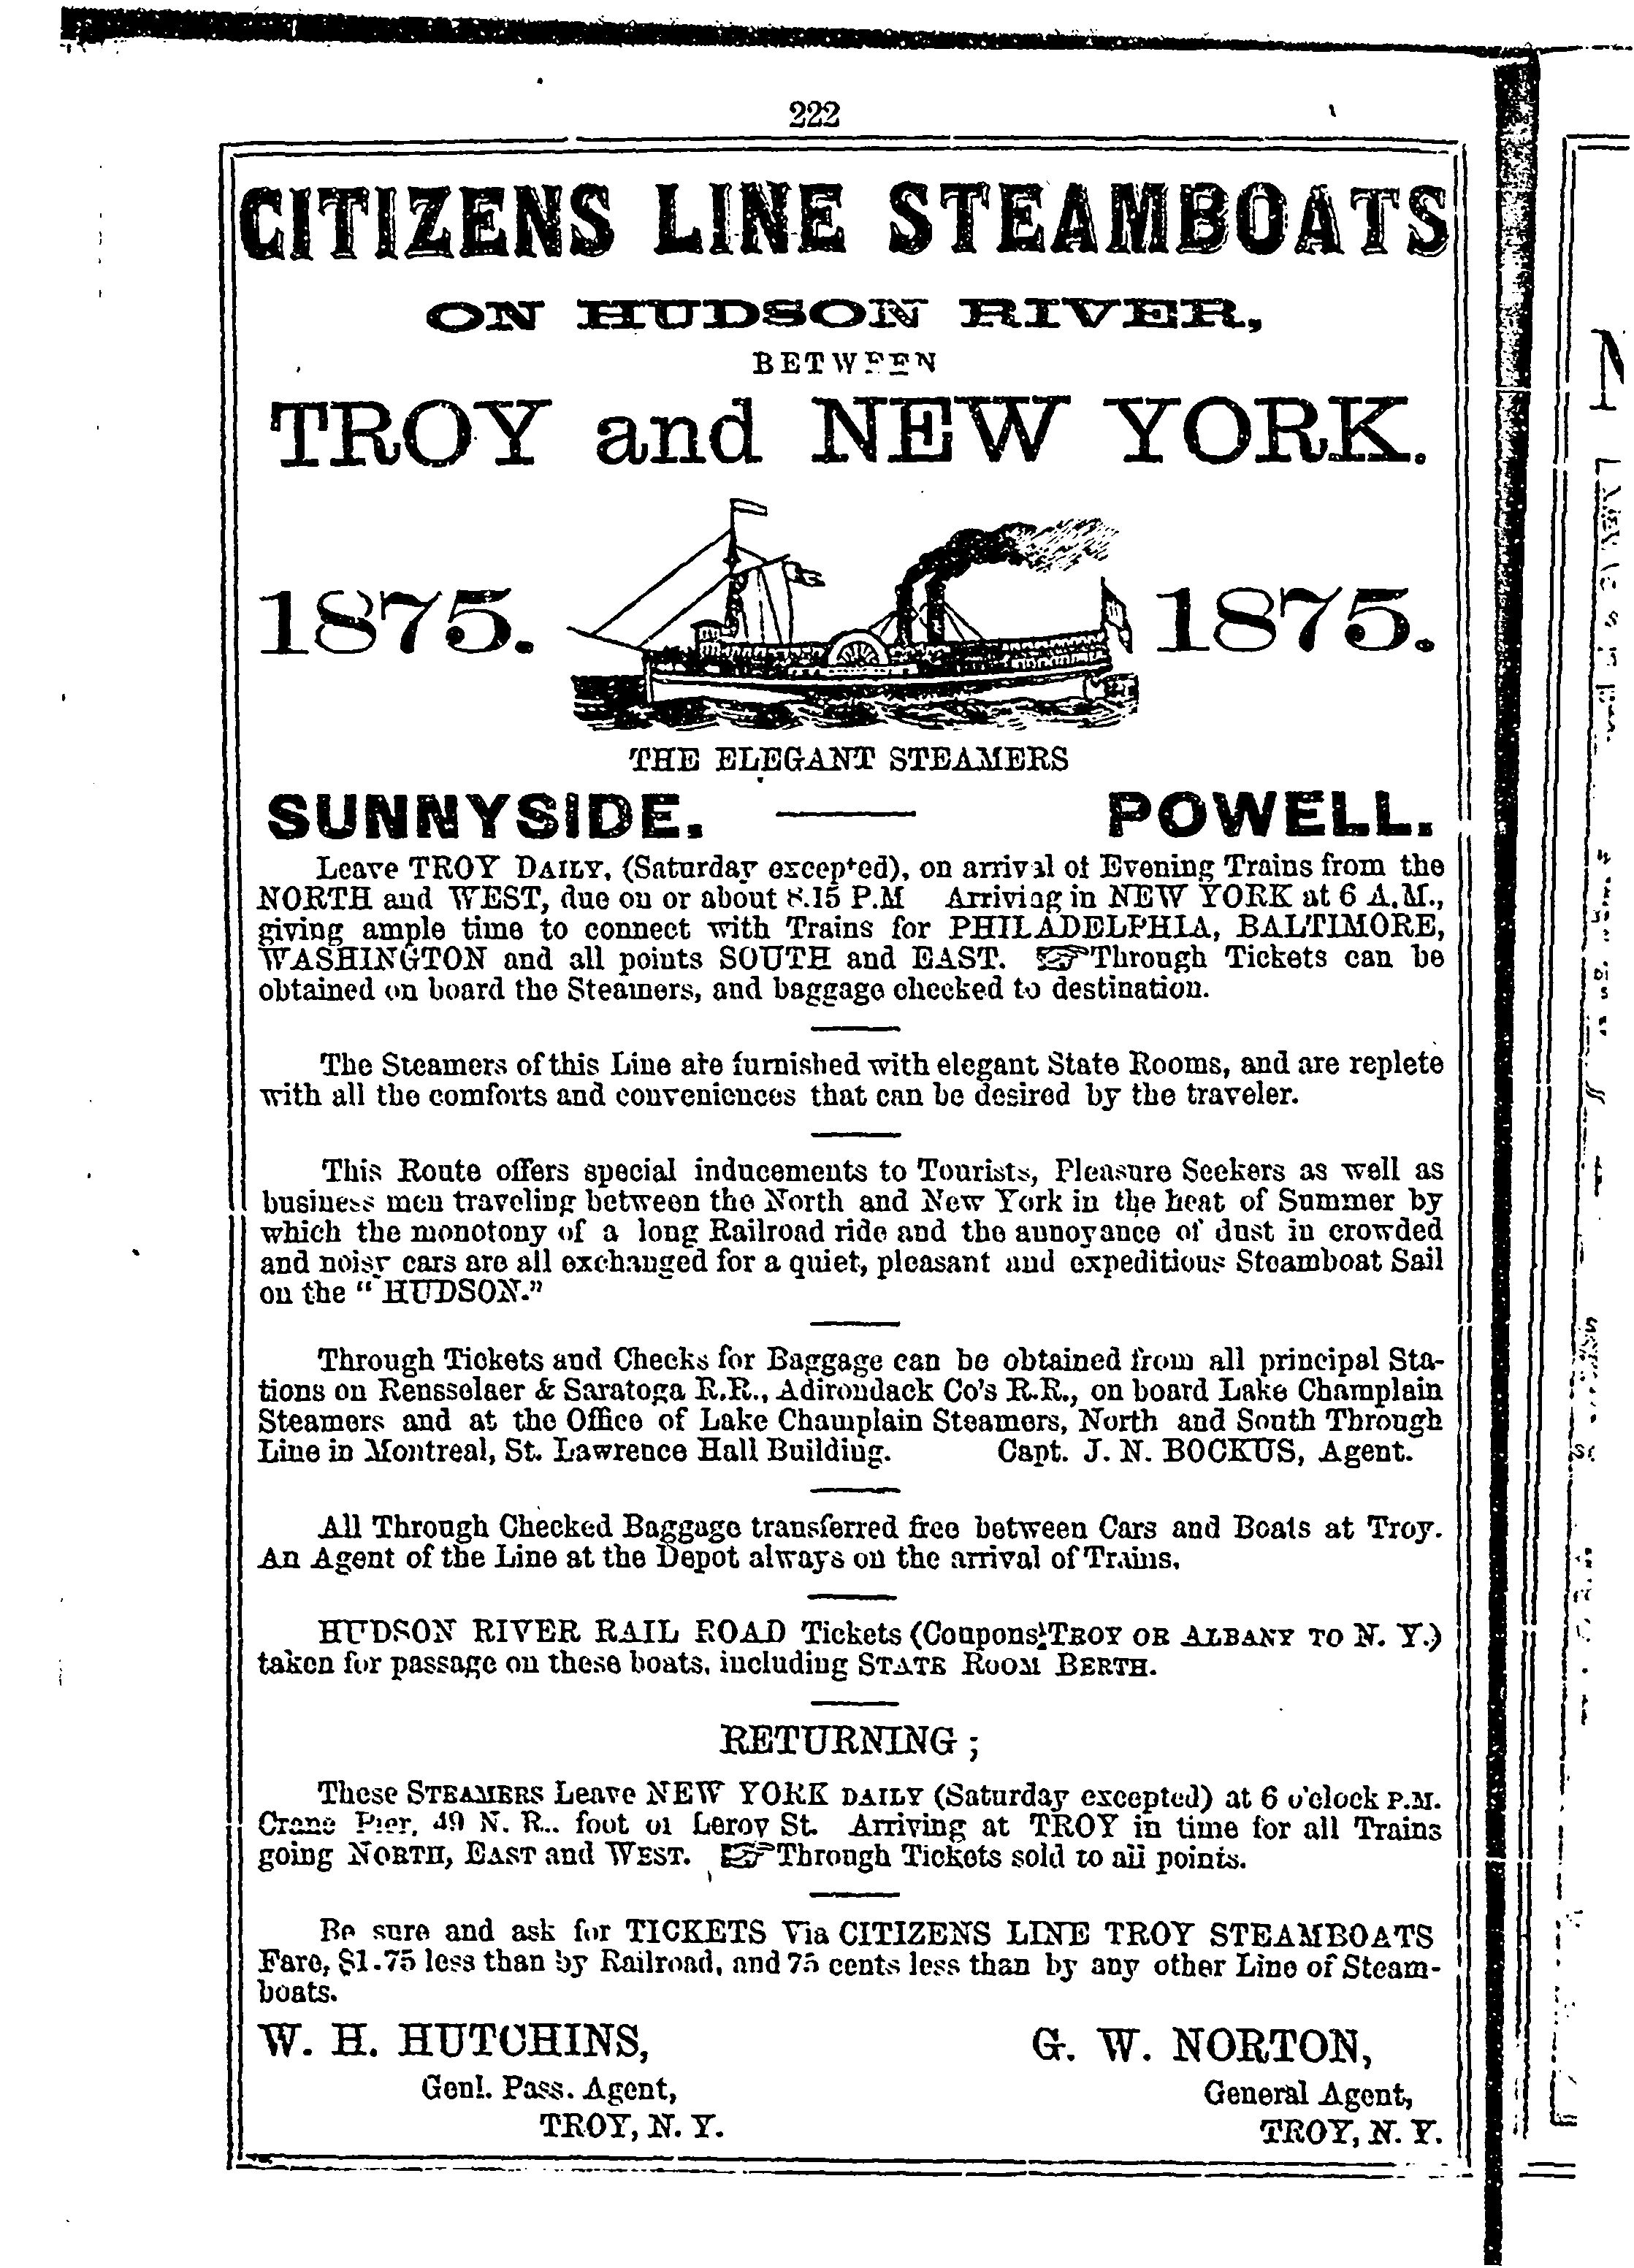 222
CITIZENS LINE STEAMBOATS
ON HUDSON RIVER,
BETWEEN
TROY and NEW YORK.
1875. 1875.
THE ELEGANT STEAMERS
SUNNYSIDE. — POWELL.
Leave TROY DAILY, (Saturday excepted), on arrival of Evening Trains from the
NORTH and WEST, due on or about 8.15 P.M Arriving in NEW YORK at 6 A.M.,
giving ample time to connect with Trains for PHILADELPHIA, BALTIMORE,
WASHINGTON and all points SOUTH and EAST. ☞Through Tickets can be
obtained on board the Steamers, and baggage checked to destination.
The Steamers of this Line are furnished with elegant State Rooms, and are replete
with all the comforts and conveniences that can be desired by the traveler.
This Route offers special inducements to Tourists, Pleasure Seekers as well as
business men traveling between the North and New York in the heat of Summer by
which the monotony of a long Railroad ride and the annoyance of dust in crowded
and noisy cars are all exchanged for a quiet, pleasant and expeditious Steamboat Sail
on the "HUDSON."
Through Tickets and Checks for Baggage can be obtained from all principal Sta-
tions on Rensselaer & Saratoga R.R., Adirondack Co's R.R., on board Lake Champlain
Steamers and at the Office of Lake Champlain Steamers, North and South Through
Line in Montreal, St. Lawrence Hall Building. Capt. J. N. BOCKUS, Agent.
All Through Checked Baggage transferred free between Cars and Boats at Troy.
An Agent of the Line at the Depot always on the arrival of Trains.
HUDSON RIVER RAIL ROAD Tickets (Coupons TROY OR ALBANY TO N. Y.)
taken for passage on these boats, including STATE ROOM BERTH.
RETURNING;
These STEAMERS Leave NEW YORK DAILY (Saturday excepted) at 6 o'clock P.M.
Crane Pier, 49 N. R., foot of Leroy St. Arriving at TROY in time for all Trains
going NORTH, EAST and WEST. ☞Through Tickets sold to all points.
Be sure and ask for TICKETS Via CITIZENS LINE TROY STEAMBOATS
Fare, $1.75 less than by Railroad, and 75 cents less than by any other Line of Steam-
boats.
W. H. HUTCHINS, G. W. NORTON,
Genl. Pass. Agent, General Agent,
TROY, N. Y. TROY, N. Y.